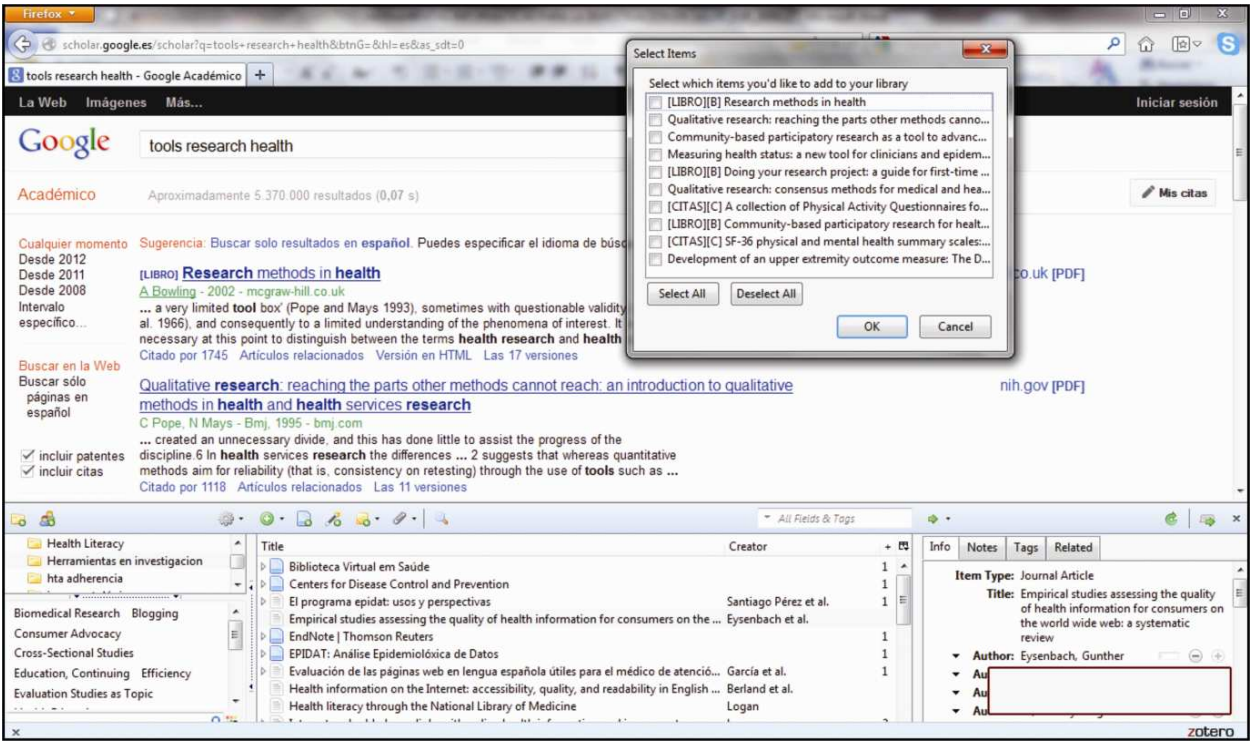 Firefox
scholar.google.es/scholar?q=tools+research+health&btnG=&hl=es&as_sdt=0
tools research health - Google Académico
La Web Imágenes Más...
Iniciar sesión
Google
tools research health
Académico
Aproximadamente 5.370.000 resultados (0,07 s)
Mis citas
Cualquier momento
Desde 2012
Desde 2011
Desde 2008
Intervalo
específico...
Buscar en la Web
Buscar sólo
páginas en
español
incluir patentes
incluir citas
Sugerencia: Buscar solo resultados en español. Puedes especificar el idioma de búsq
[LIBRO] Research methods in health
A Bowling - 2002 - mcgraw-hill.co.uk
... a very limited tool box' (Pope and Mays 1993), sometimes with questionable validity
al. 1966), and consequently to a limited understanding of the phenomena of interest. It
necessary at this point to distinguish between the terms health research and health
Citado por 1745 Artículos relacionados Versión en HTML Las 17 versiones
co.uk [PDF]
Qualitative research: reaching the parts other methods cannot reach: an introduction to qualitative
methods in health and health services research
C Pope, N Mays - Bmj, 1995 - bmj.com
... created an unnecessary divide, and this has done little to assist the progress of the
discipline.6 In health services research the differences ... 2 suggests that whereas quantitative
methods aim for reliability (that is, consistency on retesting) through the use of tools such as ...
Citado por 1118 Artículos relacionados Las 11 versiones
nih.gov [PDF]
Select Items
Select which items you'd like to add to your library
[LIBRO][B] Research methods in health
Qualitative research: reaching the parts other methods canno...
Community-based participatory research as a tool to advanc...
Measuring health status: a new tool for clinicians and epidem...
[LIBRO][B] Doing your research project: a guide for first-time ...
Qualitative research: consensus methods for medical and hea...
[CITAS][C] A collection of Physical Activity Questionnaires fo...
[LIBRO][B] Community-based participatory research for healt...
[CITAS][C] SF-36 physical and mental health summary scales:...
Development of an upper extremity outcome measure: The D...
Select All Deselect All
OK Cancel
All Fields & Tags
Health Literacy
Herramientas en investigacion
hta adherencia
Biomedical Research Blogging
Consumer Advocacy
Cross-Sectional Studies
Education, Continuing Efficiency
Evaluation Studies as Topic
Title Creator +
Biblioteca Virtual em Saúde 1
Centers for Disease Control and Prevention 1
El programa epidat: usos y perspectivas Santiago Pérez et al. 1
Empirical studies assessing the quality of health information for consumers on the ... Eysenbach et al.
EndNote | Thomson Reuters 1
EPIDAT: Análise Epidemiolóxica de Datos 1
Evaluación de las páginas web en lengua española útiles para el médico de atenció... García et al. 1
Health information on the Internet: accessibility, quality, and readability in English ... Berland et al.
Health literacy through the National Library of Medicine Logan
Info Notes Tags Related
Item Type: Journal Article
Title: Empirical studies assessing the quality
of health information for consumers on
the world wide web: a systematic
review
Author: Eysenbach, Gunther
Au
Au
Au
zotero